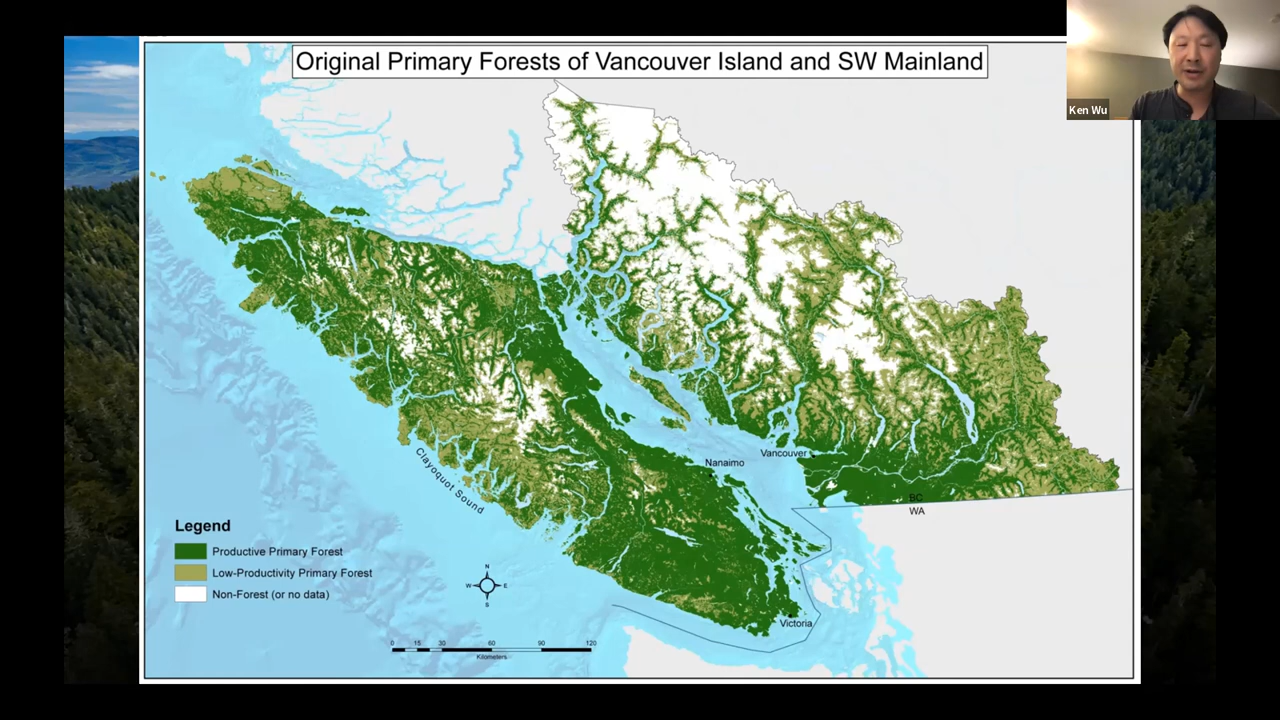 Original Primary Forests of Vancouver Island and SW Mainland
Ken Wu
Vancouver
Nanaimo
Clayoquot Sound
BC
WA
Legend
Productive Primary Forest
Low-Productivity Primary Forest
Non-Forest (or no data)
N
W
E
S
Victoria
0 15 30 60 90 120
Kilometers